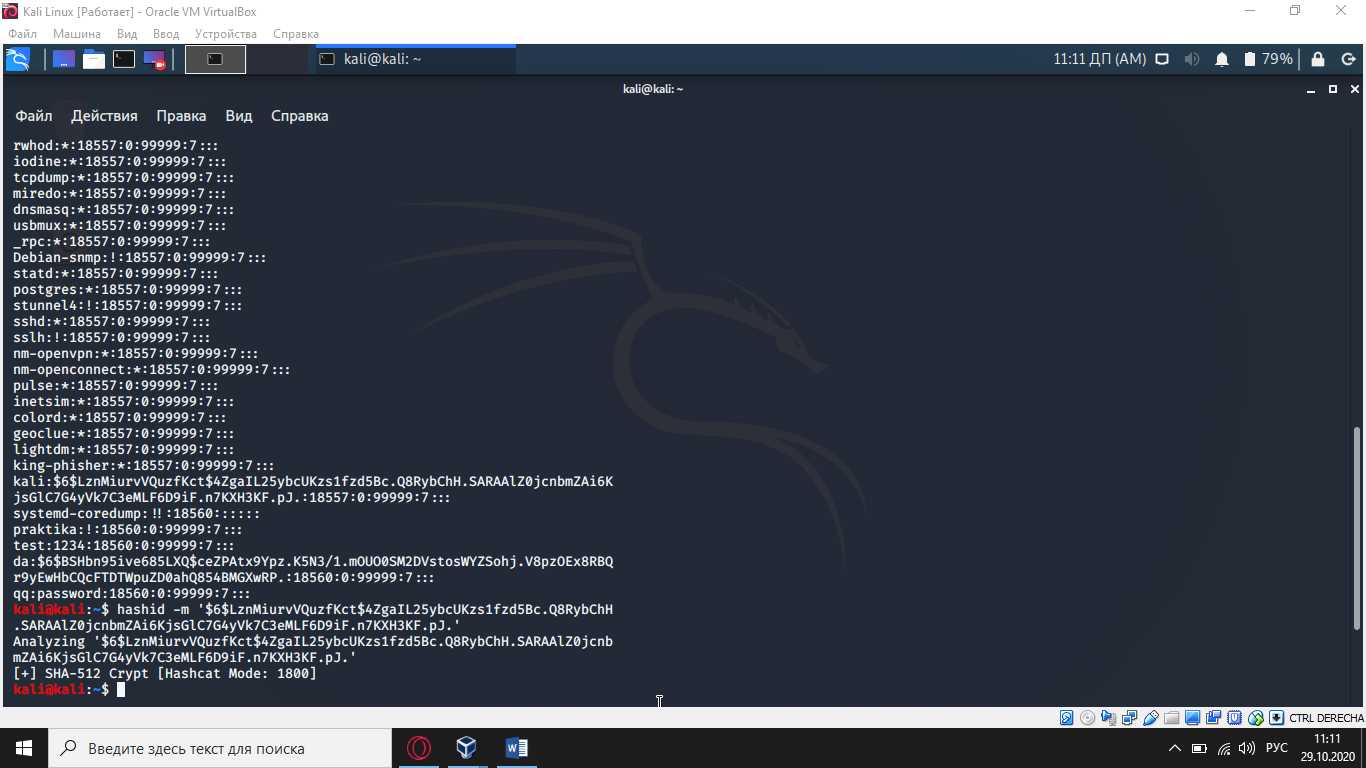 Kali Linux [Работает] - Oracle VM VirtualBox
Файл Машина Вид Ввод Устройства Справка
kali@kali: ~ 11:11 ДП (AM) 79%
kali@kali: ~
Файл Действия Правка Вид Справка
rwhod:*:18557:0:99999:7:::
iodine:*:18557:0:99999:7:::
tcpdump:*:18557:0:99999:7:::
miredo:*:18557:0:99999:7:::
dnsmasq:*:18557:0:99999:7:::
usbmux:*:18557:0:99999:7:::
_rpc:*:18557:0:99999:7:::
Debian-snmp:!:18557:0:99999:7:::
statd:*:18557:0:99999:7:::
postgres:*:18557:0:99999:7:::
stunnel4:!:18557:0:99999:7:::
sshd:*:18557:0:99999:7:::
sslh:!:18557:0:99999:7:::
nm-openvpn:*:18557:0:99999:7:::
nm-openconnect:*:18557:0:99999:7:::
pulse:*:18557:0:99999:7:::
inetsim:*:18557:0:99999:7:::
colord:*:18557:0:99999:7:::
geoclue:*:18557:0:99999:7:::
lightdm:*:18557:0:99999:7:::
king-phisher:*:18557:0:99999:7:::
kali:$6$LznMiurvVQuzfKct$4ZgaIL25ybcUKzs1fzd5Bc.Q8RybChH.SARAAlZ0jcnbmZAi6K
jsGlC7G4yVk7C3eMLF6D9iF.n7KXH3KF.pJ.:18557:0:99999:7:::
systemd-coredump:!!:18560::::::
praktika:!:18560:0:99999:7:::
test:1234:18560:0:99999:7:::
da:$6$BSHbn95ive685LXQ$ceZPAtx9Ypz.K5N3/1.mOUO0SM2DVstosWYZSohj.V8pzOEx8RBQ
r9yEwHbCQcFTDTWpuZD0ahQ854BMGXwRP.:18560:0:99999:7:::
qq:password:18560:0:99999:7:::
kali@kali:~$ hashid -m '$6$LznMiurvVQuzfKct$4ZgaIL25ybcUKzs1fzd5Bc.Q8RybChH
.SARAAlZ0jcnbmZAi6KjsGlC7G4yVk7C3eMLF6D9iF.n7KXH3KF.pJ.'
Analyzing '$6$LznMiurvVQuzfKct$4ZgaIL25ybcUKzs1fzd5Bc.Q8RybChH.SARAAlZ0jcnb
mZAi6KjsGlC7G4yVk7C3eMLF6D9iF.n7KXH3KF.pJ.'
[+] SHA-512 Crypt [Hashcat Mode: 1800]
kali@kali:~$
CTRL DERECHA
Введите здесь текст для поиска
РУС
11:11
29.10.2020